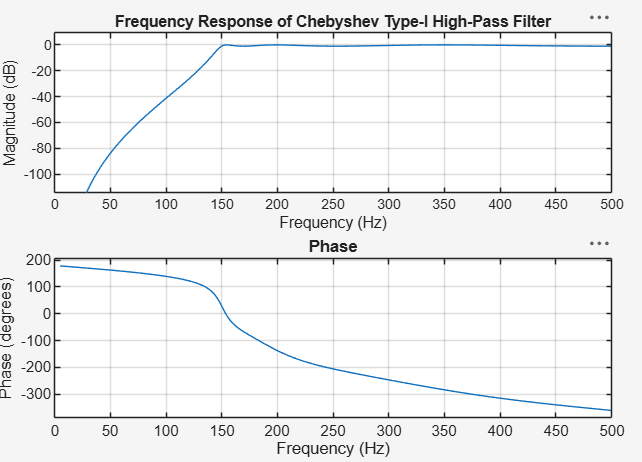 Frequency Response of Chebyshev Type-I High-Pass Filter
0
-20
-40
-60
-80
-100
Magnitude (dB)
0 50 100 150 200 250 300 350 400 450 500
Frequency (Hz)
Phase
200
100
0
-100
-200
-300
Phase (degrees)
0 50 100 150 200 250 300 350 400 450 500
Frequency (Hz)